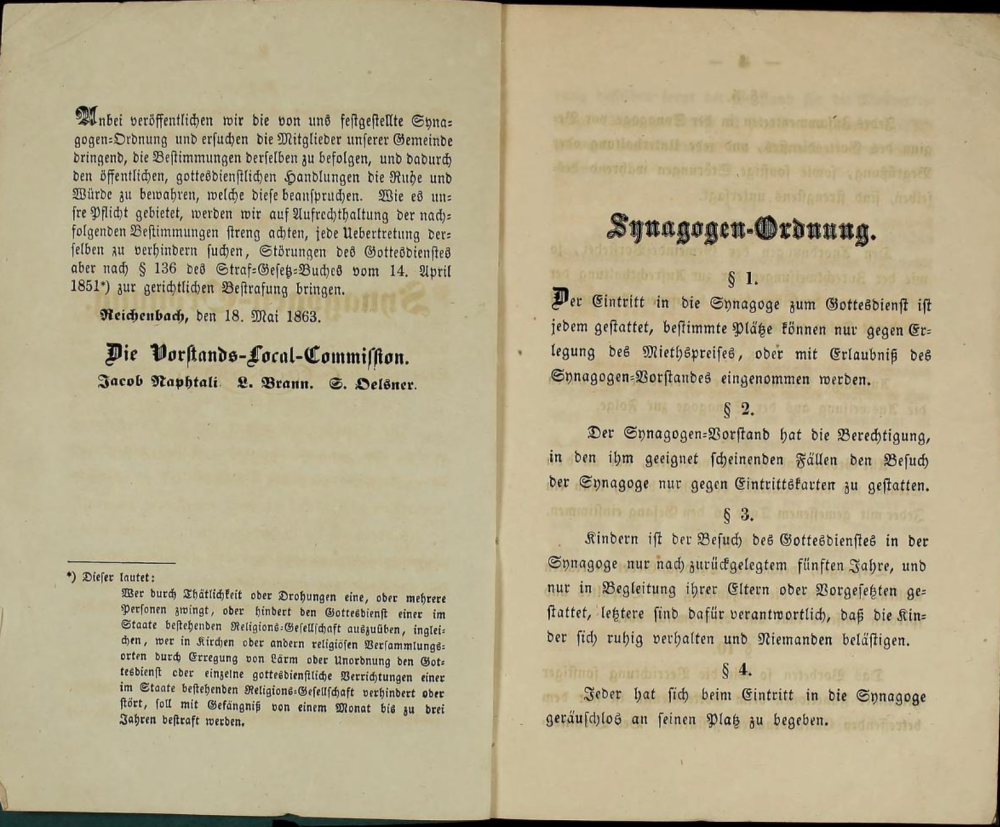 Anbei veröffentlichen wir die von uns festgestellte Syna=
gogen=Ordnung und ersuchen die Mitglieder unserer Gemeinde
dringend, die Bestimmungen derselben zu befolgen, und dadurch
den öffentlichen, gottesdienstlichen Handlungen die Ruhe und
Würde zu bewahren, welche diese beanspruchen. Wie es un=
sre Pflicht gebietet, werden wir auf Aufrechthaltung der nach=
folgenden Bestimmungen streng achten, jede Uebertretung der=
selben zu verhindern suchen, Störungen des Gottesdienstes
aber nach § 136 des Straf=Gesetz=Buches vom 14. April
1851*) zur gerichtlichen Bestrafung bringen.
Reichenbach, den 18. Mai 1863.
Die Vorstands-Local-Commission.
Jacob Naphtali L. Braun. S. Oelsner.
*) Dieser lautet:
Wer durch Thätlichkeit oder Drohungen eine, oder mehrere
Personen zwingt, oder hindert den Gottesdienst einer im
Staate bestehenden Religions=Gesellschaft auszuüben, inglei=
chen, wer in Kirchen oder andern religiösen Versammlungs=
orten durch Erregung von Lärm oder Unordnung den Got=
tesdienst oder einzelne gottesdienstliche Verrichtungen einer
im Staate bestehenden Religions=Gesellschaft verhindert oder
stört, soll mit Gefängniß von einem Monat bis zu drei
Jahren bestraft werden.
Synagogen-Ordnung.
§ 1.
Der Eintritt in die Synagoge zum Gottesdienst ist
jedem gestattet, bestimmte Plätze können nur gegen Er=
legung des Miethspreises, oder mit Erlaubniß des
Synagogen=Vorstandes eingenommen werden.
§ 2.
Der Synagogen=Vorstand hat die Berechtigung,
in den ihm geeignet scheinenden Fällen den Besuch
der Synagoge nur gegen Eintrittskarten zu gestatten.
§ 3.
Kindern ist der Besuch des Gottesdienstes in der
Synagoge nur nach zurückgelegtem fünften Jahre, und
nur in Begleitung ihrer Eltern oder Vorgesetzten ge=
stattet, letztere sind dafür verantwortlich, daß die Kin=
der sich ruhig verhalten und Niemanden belästigen.
§ 4.
Jeder hat sich beim Eintritt in die Synagoge
geräuschlos an seinen Platz zu begeben.